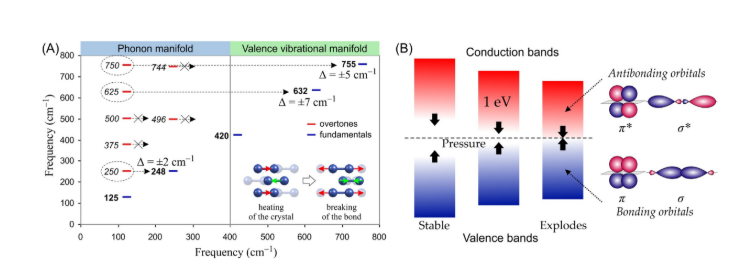 (A)
Phonon manifold
Valence vibrational manifold
Frequency (cm⁻¹)
800
700
600
500
400
300
200
100
0
750
744
755
Δ = ±5 cm⁻¹
625
632
Δ = ±7 cm⁻¹
500
496
overtones
fundamentals
420
375
Δ = ±2 cm⁻¹
250
248
125
heating
of the crystal
breaking
of the bond
0
100
200
300
400
500
600
700
800
Frequency (cm⁻¹)
(B)
Conduction bands
Antibonding orbitals
1 eV
π*
σ*
Pressure
π
σ
Bonding orbitals
Stable
Explodes
Valence bands